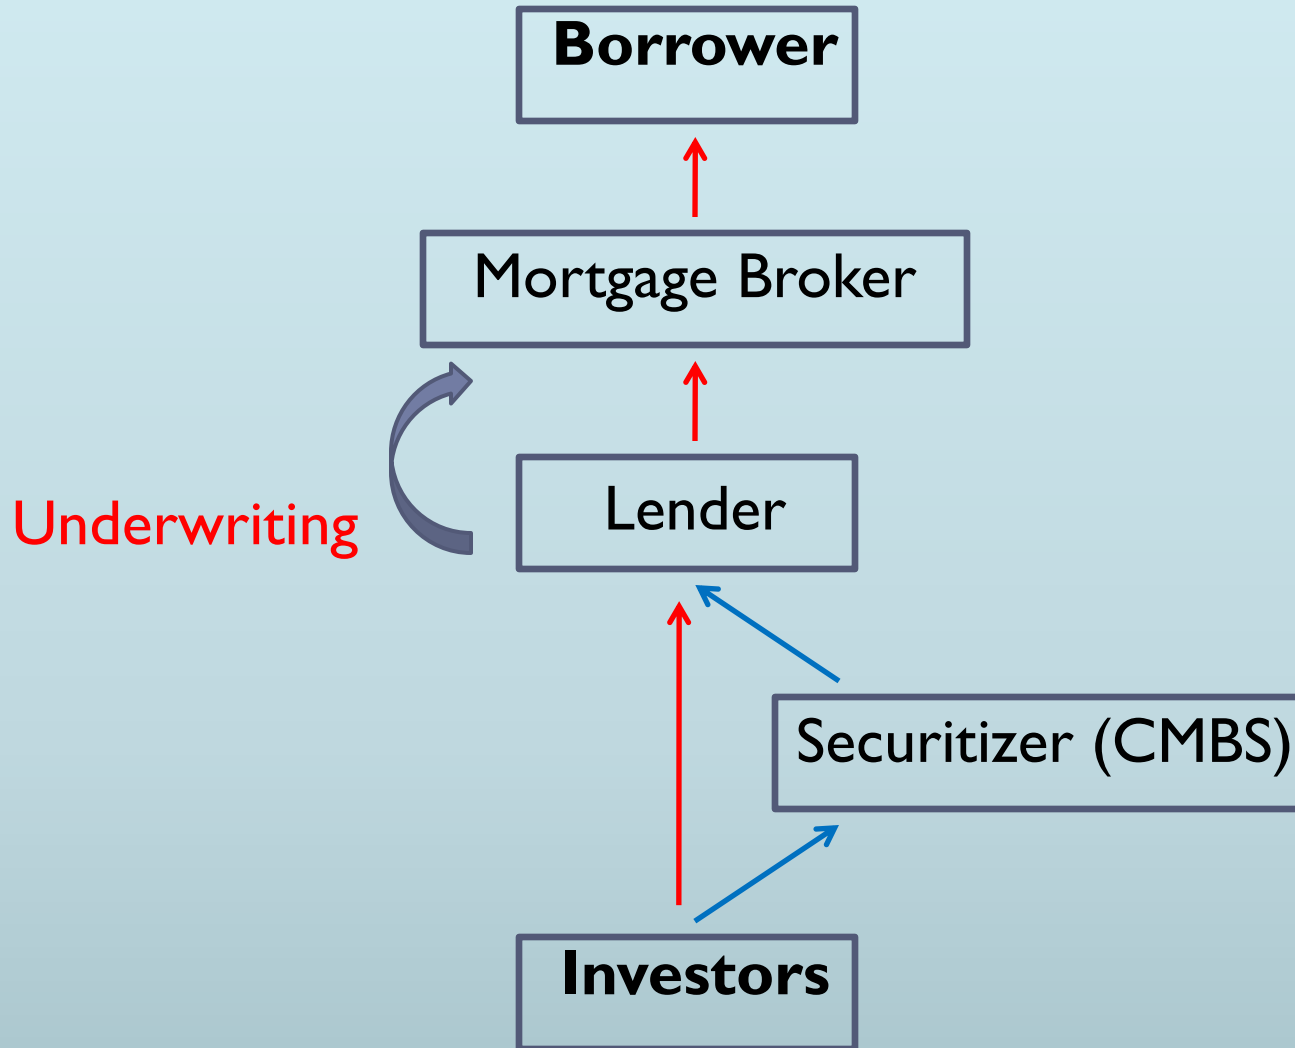 Borrower
Mortgage Broker
Lender
Underwriting
Securitizer (CMBS)
Investors